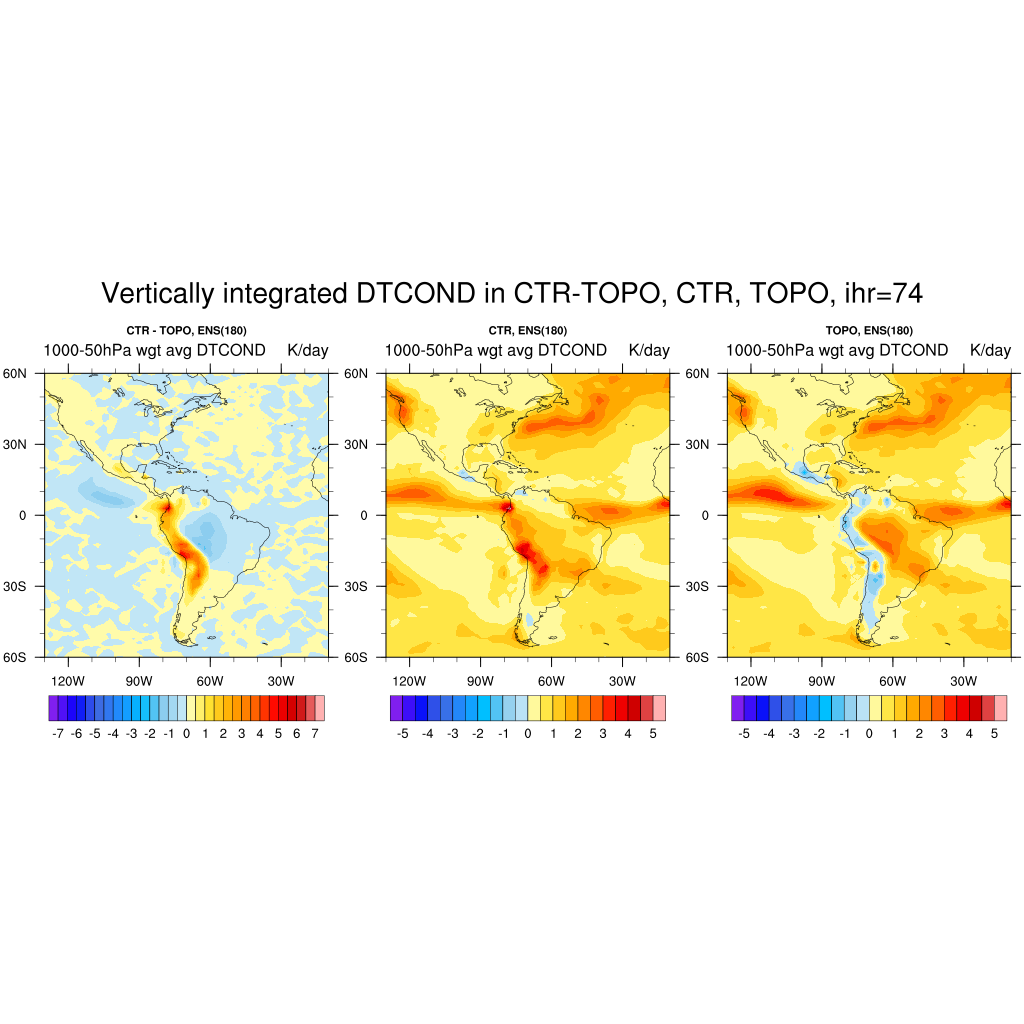 Vertically integrated DTCOND in CTR-TOPO, CTR, TOPO, ihr=74
CTR - TOPO, ENS(180)
1000-50hPa wgt avg DTCOND K/day
60N
30N
0
30S
60S
120W 90W 60W 30W
-7 -6 -5 -4 -3 -2 -1 0 1 2 3 4 5 6 7
CTR, ENS(180)
1000-50hPa wgt avg DTCOND K/day
60N
30N
0
30S
60S
120W 90W 60W 30W
-5 -4 -3 -2 -1 0 1 2 3 4 5
TOPO, ENS(180)
1000-50hPa wgt avg DTCOND K/day
60N
30N
0
30S
60S
120W 90W 60W 30W
-5 -4 -3 -2 -1 0 1 2 3 4 5